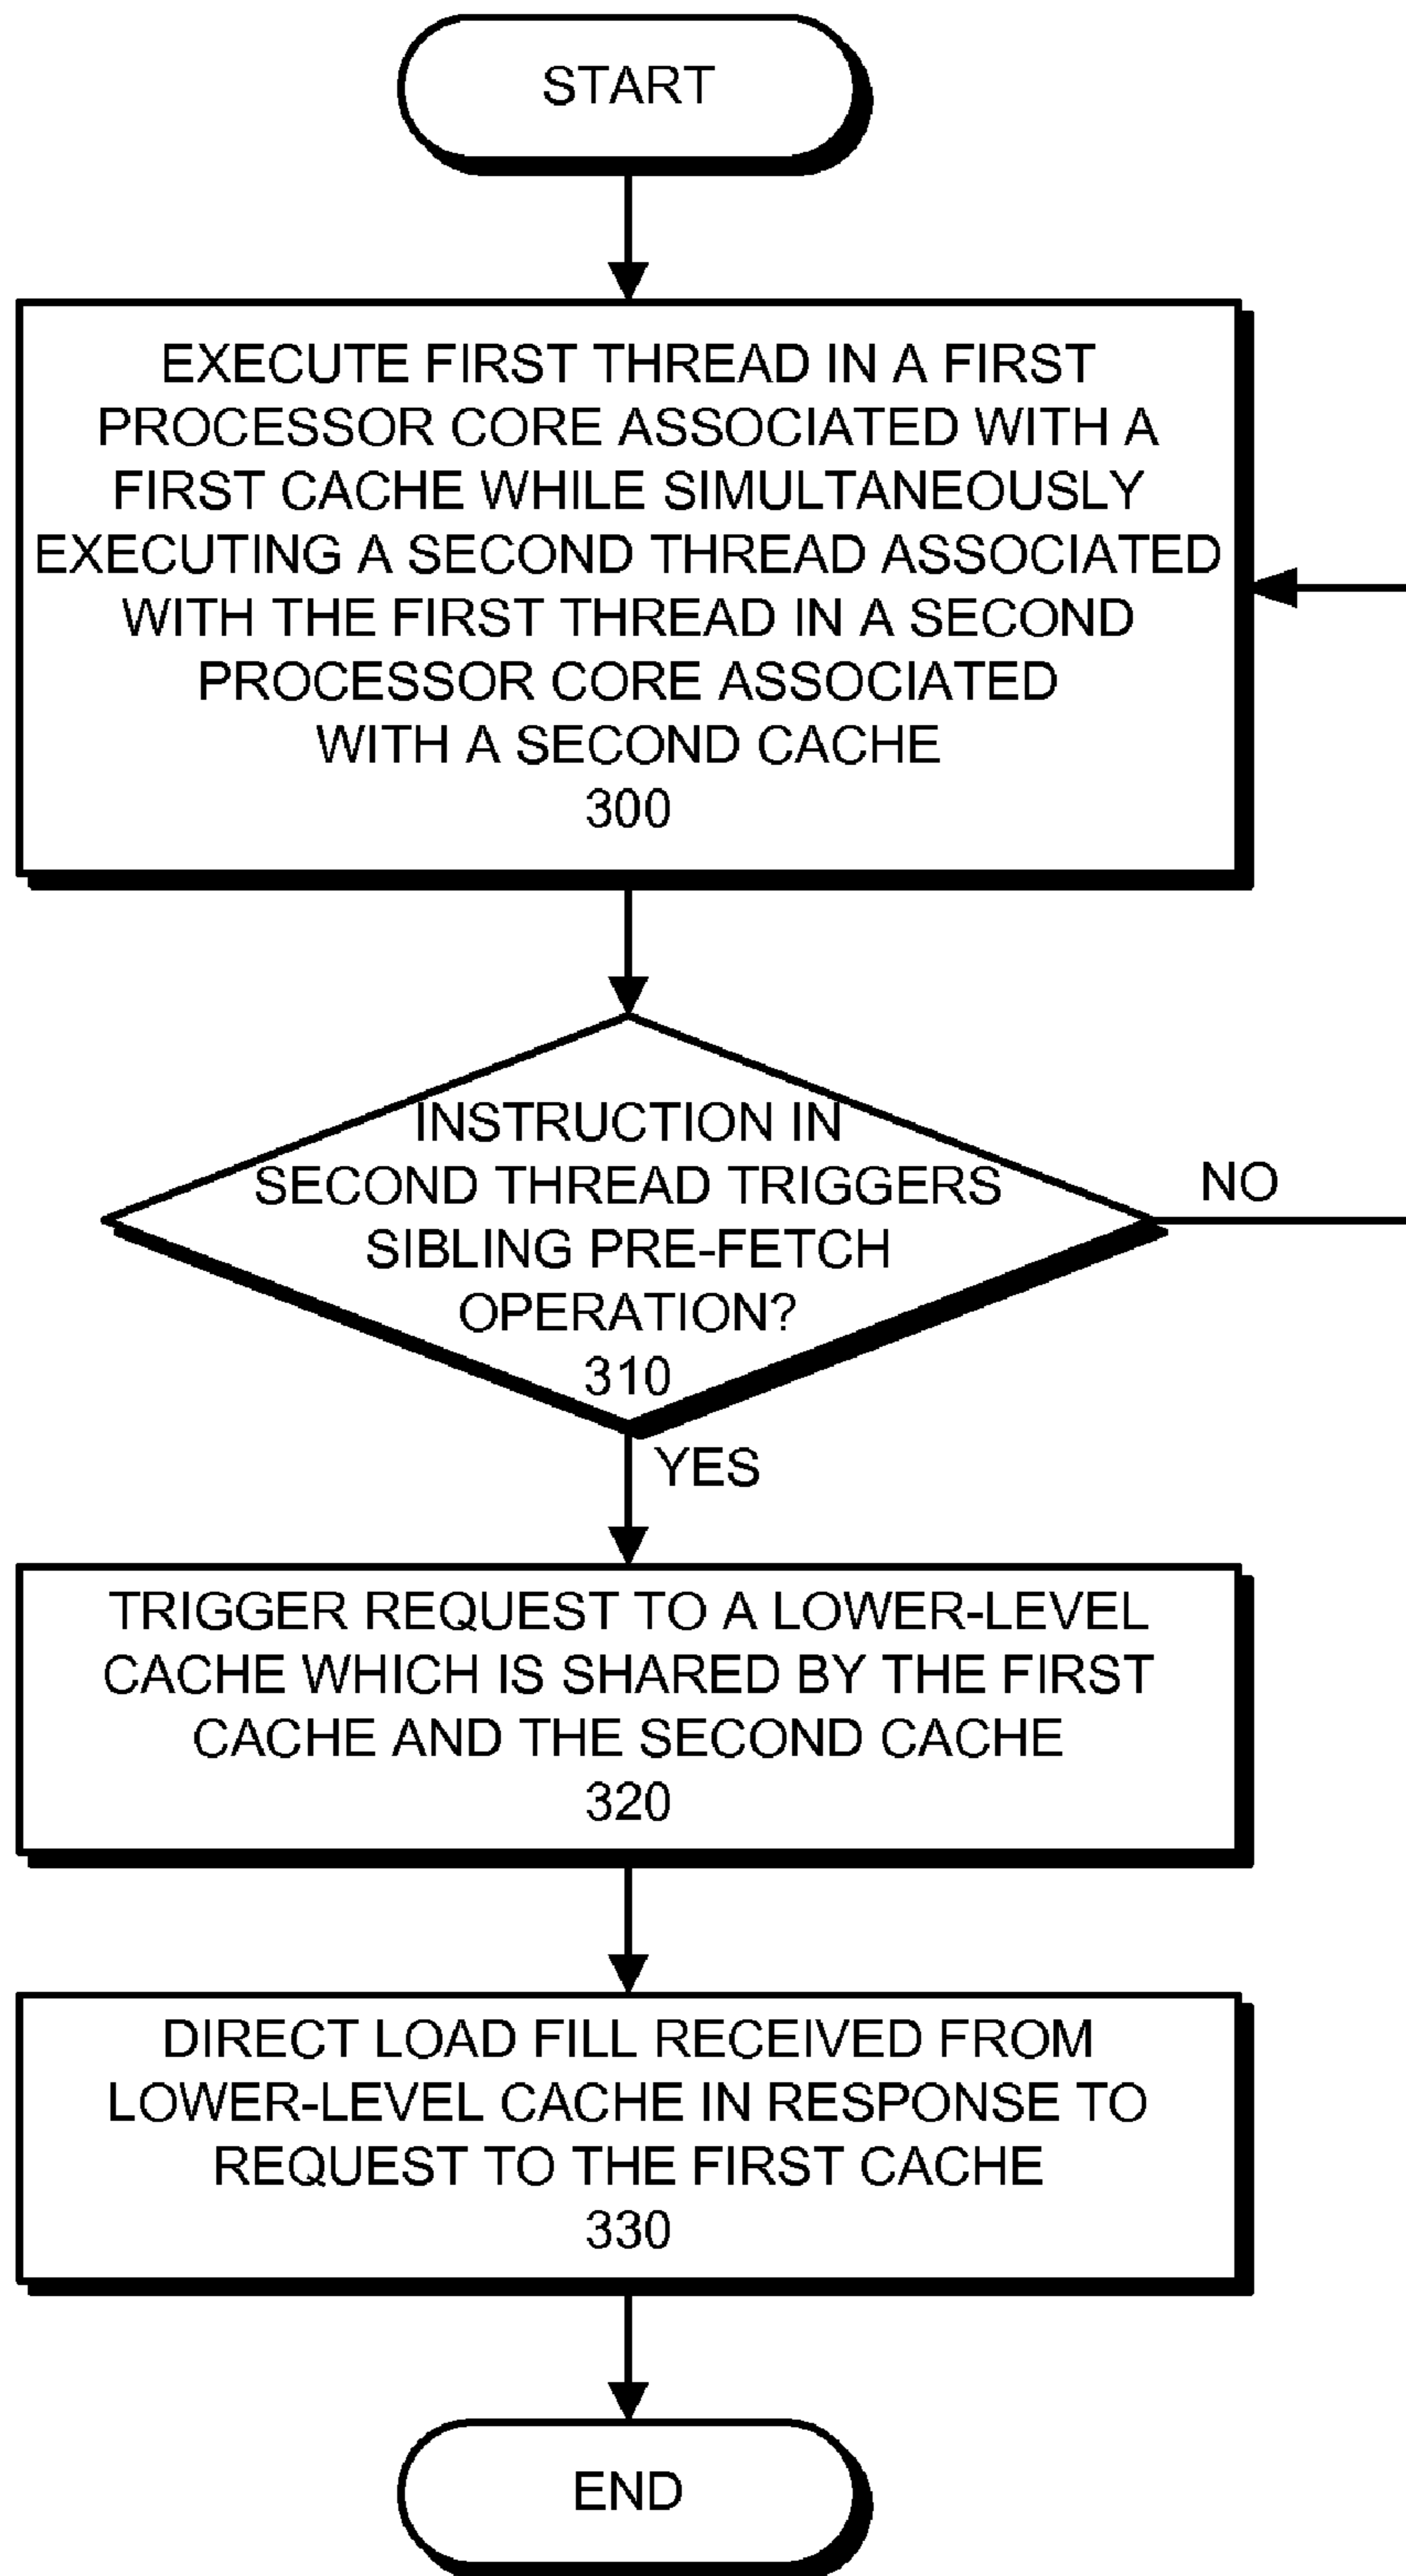 START
EXECUTE FIRST THREAD IN A FIRST
PROCESSOR CORE ASSOCIATED WITH A
FIRST CACHE WHILE SIMULTANEOUSLY
EXECUTING A SECOND THREAD ASSOCIATED
WITH THE FIRST THREAD IN A SECOND
PROCESSOR CORE ASSOCIATED
WITH A SECOND CACHE
300
INSTRUCTION IN
SECOND THREAD TRIGGERS
SIBLING PRE-FETCH
OPERATION?
310
NO
YES
TRIGGER REQUEST TO A LOWER-LEVEL
CACHE WHICH IS SHARED BY THE FIRST
CACHE AND THE SECOND CACHE
320
DIRECT LOAD FILL RECEIVED FROM
LOWER-LEVEL CACHE IN RESPONSE TO
REQUEST TO THE FIRST CACHE
330
END